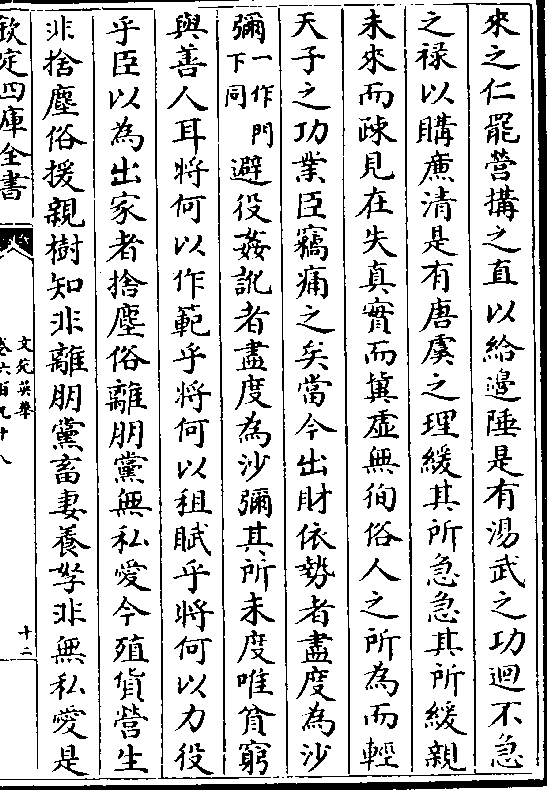 來之仁罷營搆之直以給邊陲是有湯武之功迴不急
之禄以購亷清是有唐虞之理緩其所急急其所緩親
未來而踈見在失真實而冀虚無徇俗人之所為而輕
天子之功業臣竊痛之矣當今出財依勢者盡度為沙
彌一作門下同避役姦訛者盡度為沙彌其所未度唯貧窮
與善人耳將何以作範乎將何以租賦乎將何以力役
乎臣以為出家者捨塵俗離朋黨無私愛今殖貨營生
非捨塵俗援親樹知非離朋黨畜妻養孥非無私愛是
欽定四庫全書
文苑英華
卷六百九十八
十二